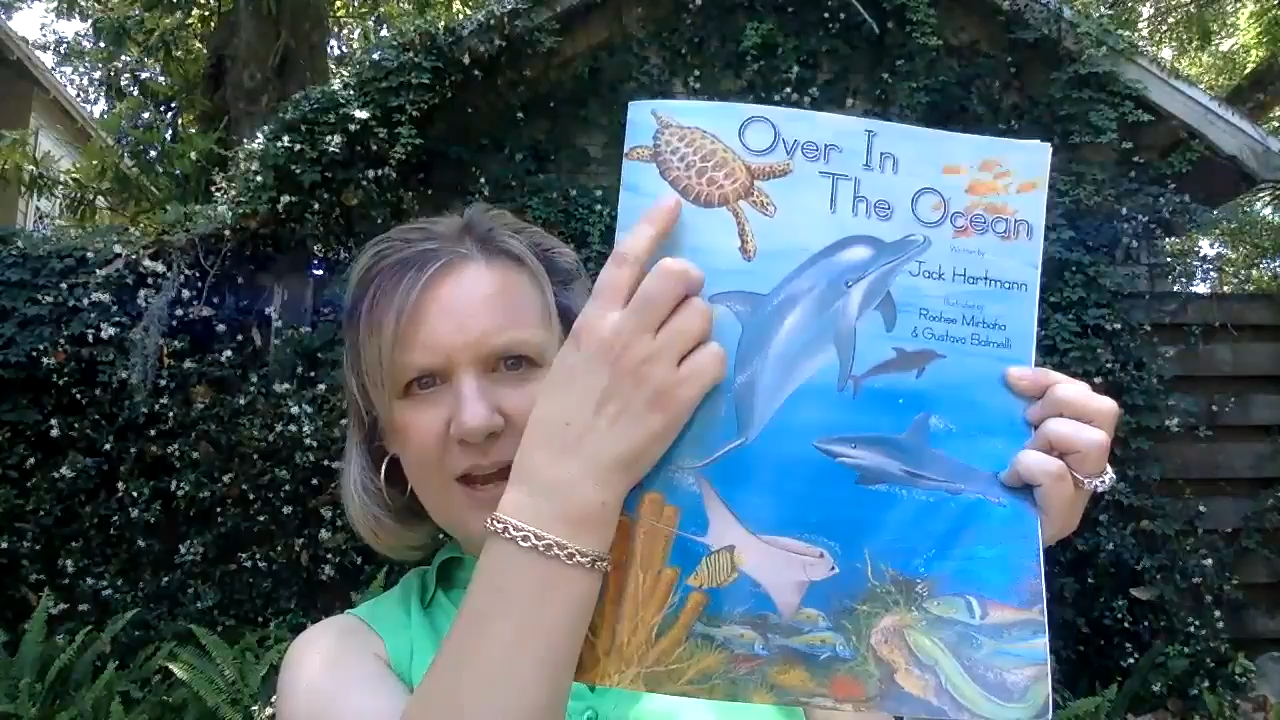 Over In
The Ocean
Written by
Jack Hartmann
Illustrated by
Roohee Mirbaha
& Gustavo Balmelli